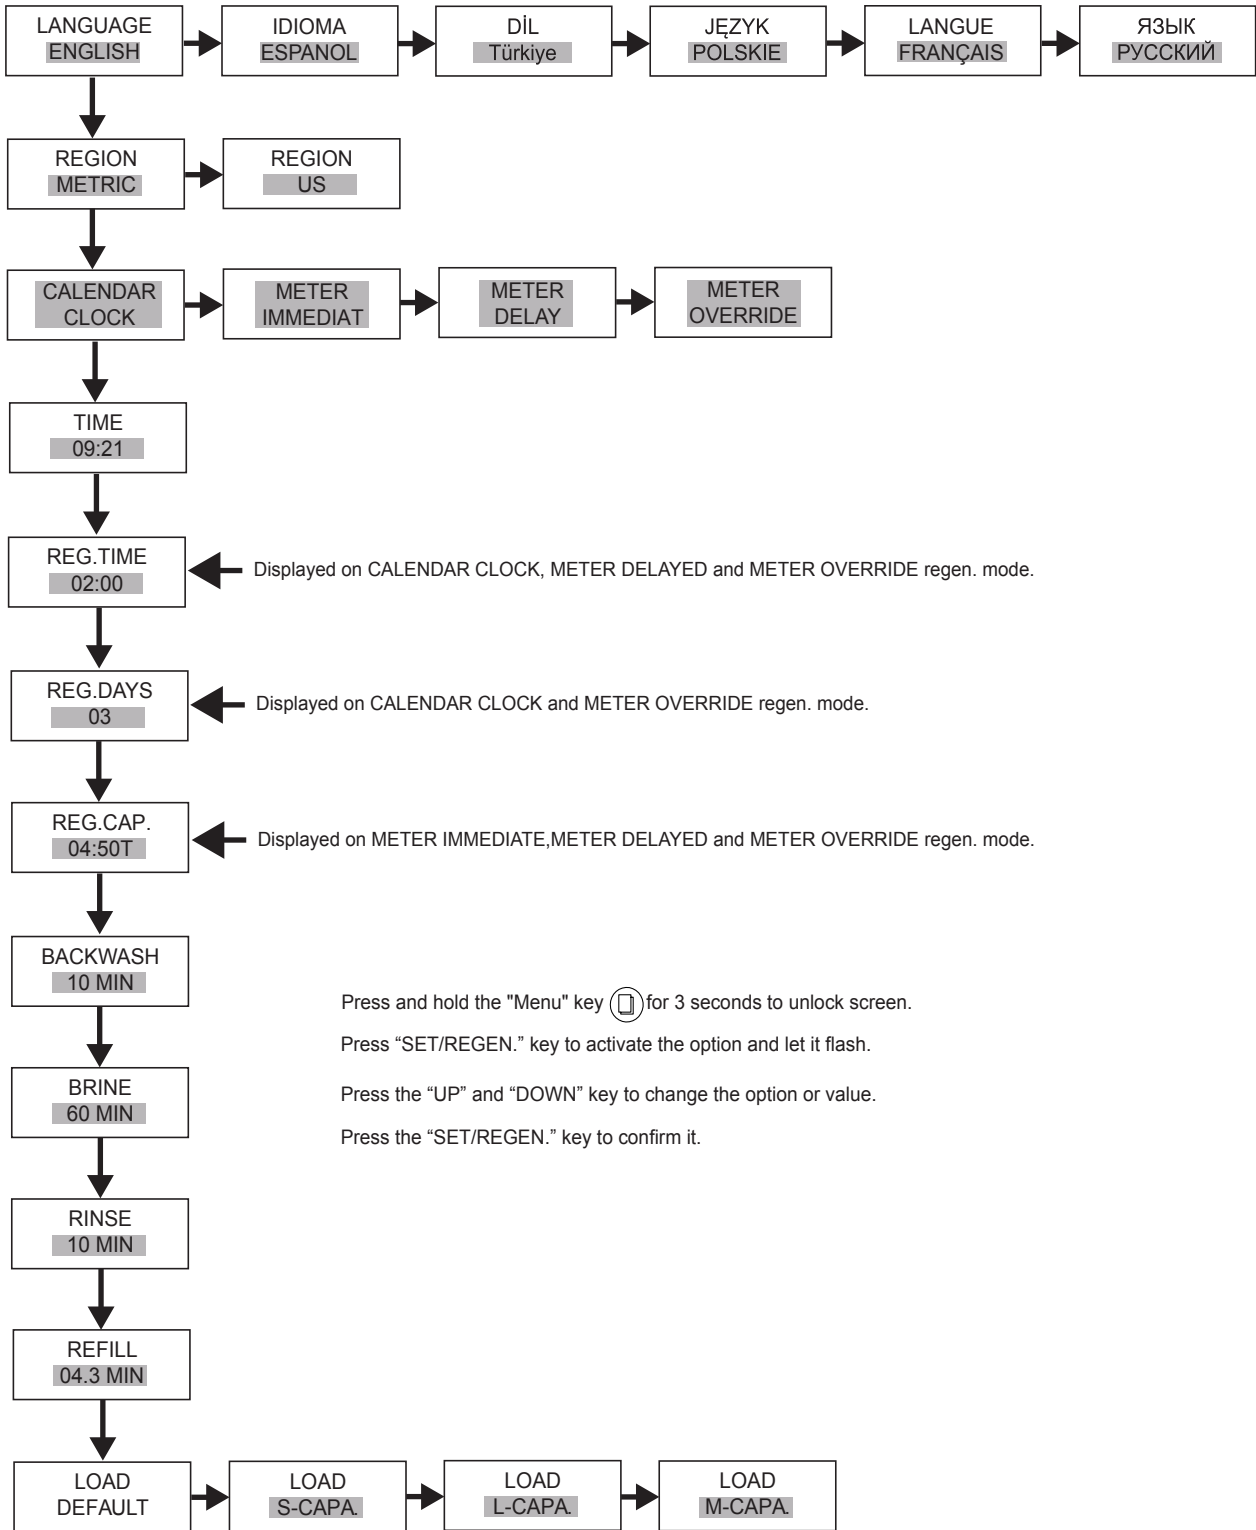 LANGUAGE
ENGLISH
IDIOMA
ESPANOL
DİL
Türkiye
JĘZYK
POLSKIE
LANGUE
FRANÇAIS
ЯЗЫК
РУССКИЙ
REGION
METRIC
REGION
US
CALENDAR
CLOCK
METER
IMMEDIAT
METER
DELAY
METER
OVERRIDE
TIME
09:21
REG.TIME
02:00
Displayed on CALENDAR CLOCK, METER DELAYED and METER OVERRIDE regen. mode.
REG.DAYS
03
Displayed on CALENDAR CLOCK and METER OVERRIDE regen. mode.
REG.CAP.
04:50T
Displayed on METER IMMEDIATE,METER DELAYED and METER OVERRIDE regen. mode.
BACKWASH
10 MIN
Press and hold the "Menu" key for 3 seconds to unlock screen.
Press “SET/REGEN.” key to activate the option and let it flash.
BRINE
60 MIN
Press the “UP” and “DOWN” key to change the option or value.
Press the “SET/REGEN.” key to confirm it.
RINSE
10 MIN
REFILL
04.3 MIN
LOAD
DEFAULT
LOAD
S-CAPA.
LOAD
L-CAPA.
LOAD
M-CAPA.